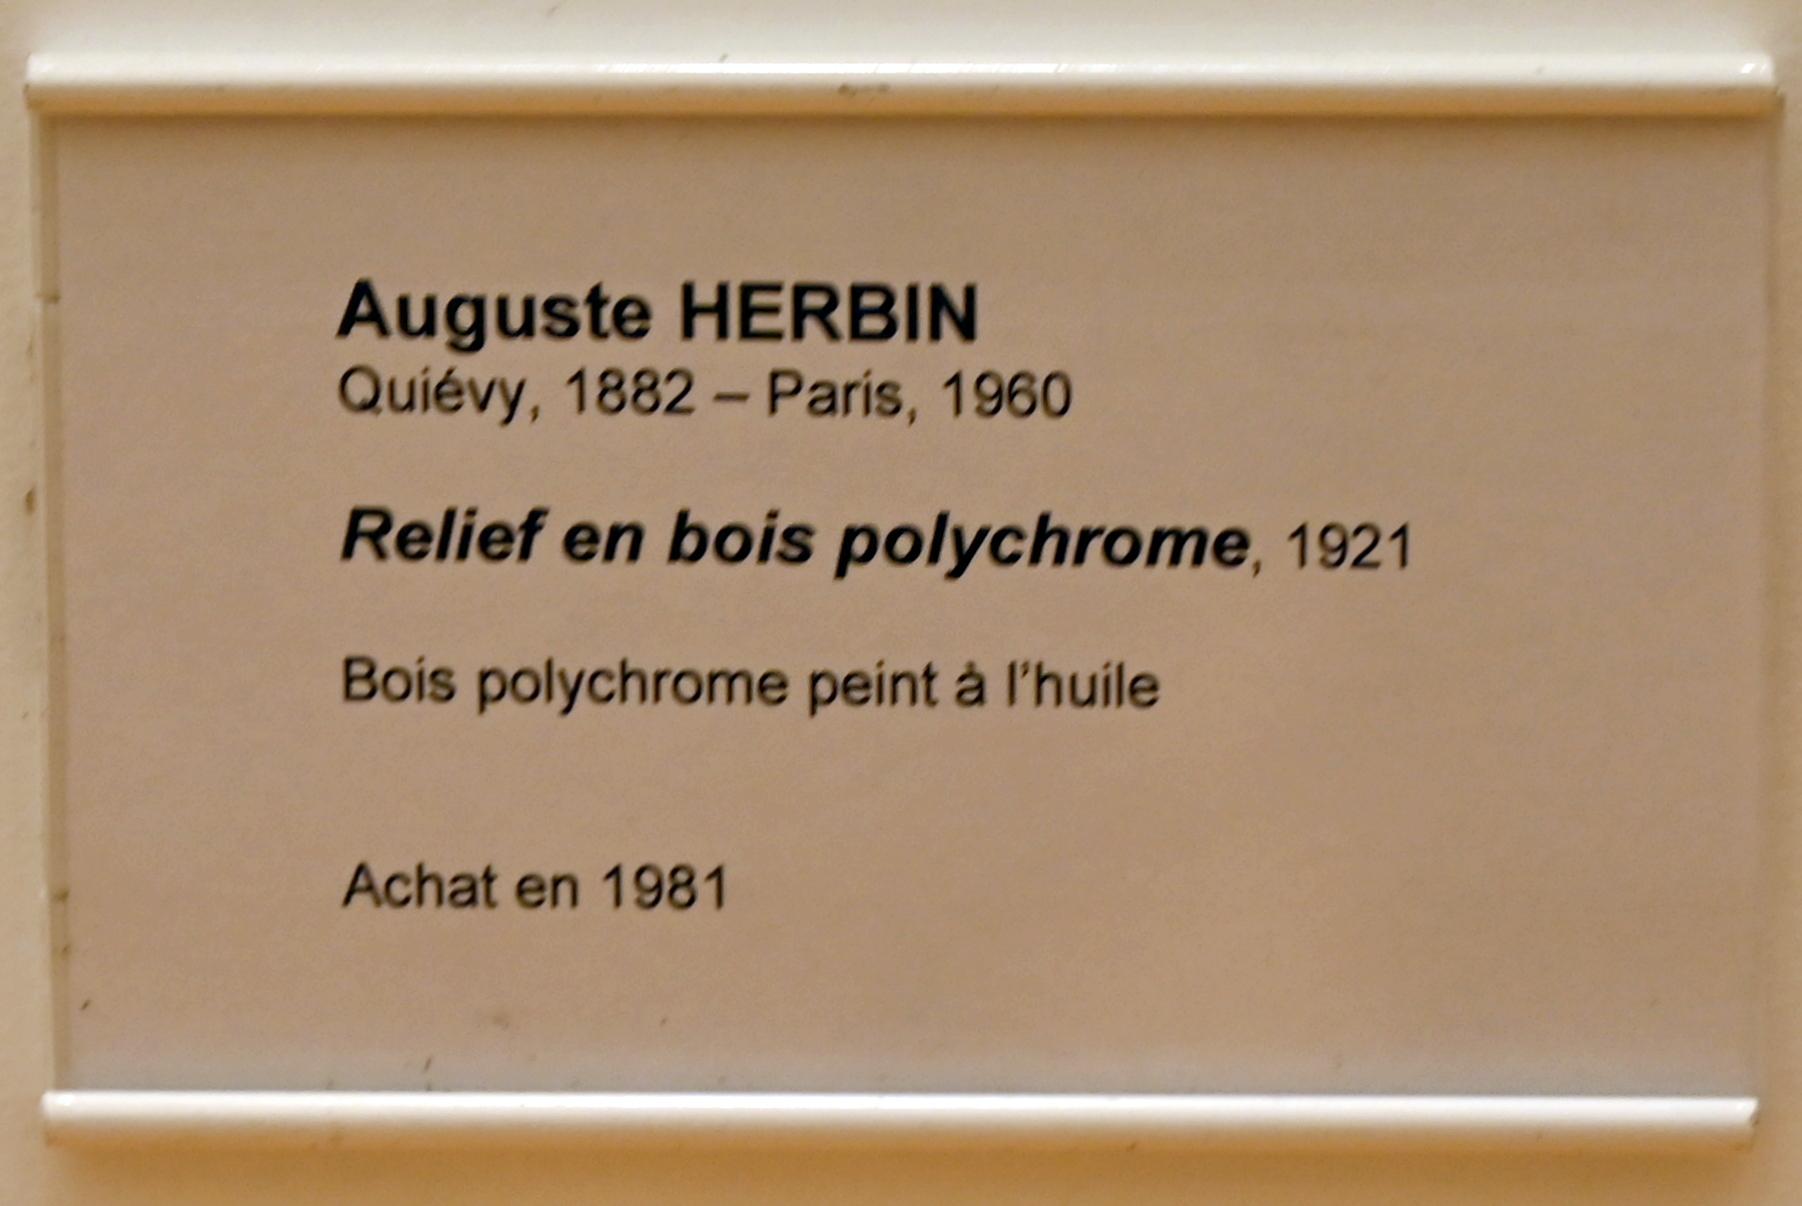 Auguste HERBIN
Quiévy, 1882 – Paris, 1960
Relief en bois polychrome, 1921
Bois polychrome peint à l'huile
Achat en 1981